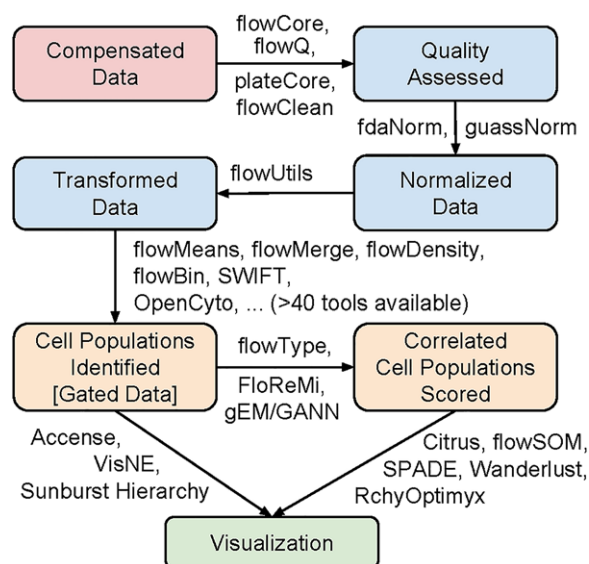 Compensated
Data
flowCore,
flowQ,
plateCore,
flowClean
Quality
Assessed
fdaNorm, guassNorm
Transformed
Data
flowUtils
Normalized
Data
flowMeans, flowMerge, flowDensity,
flowBin, SWIFT,
OpenCyto, ... (>40 tools available)
Cell Populations
Identified
[Gated Data]
flowType,
FloReMi,
gEM/GANN
Correlated
Cell Populations
Scored
Accense,
VisNE,
Sunburst Hierarchy
Citrus, flowSOM,
SPADE, Wanderlust,
RchyOptimyx
Visualization